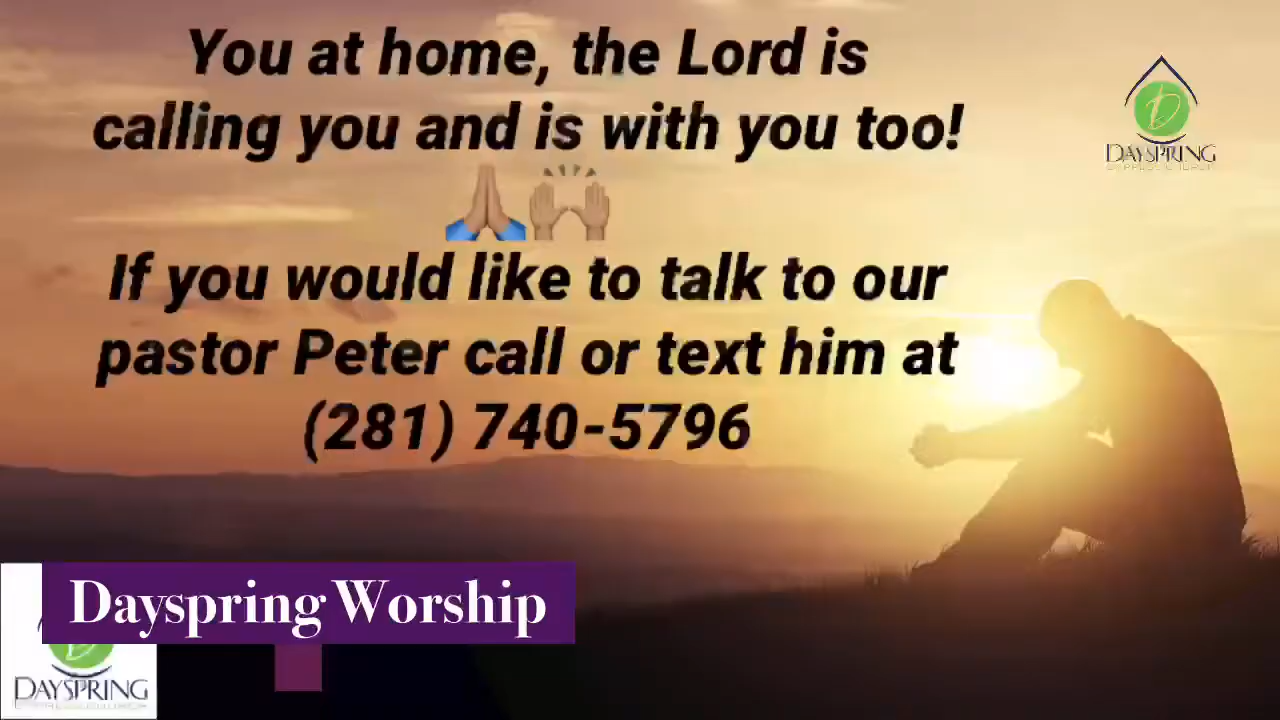 You at home, the Lord is
calling you and is with you too!
🙏🏽🙌🏽
If you would like to talk to our
pastor Peter call or text him at
(281) 740-5796
DAYSPRING
Dayspring Worship
DAYSPRING